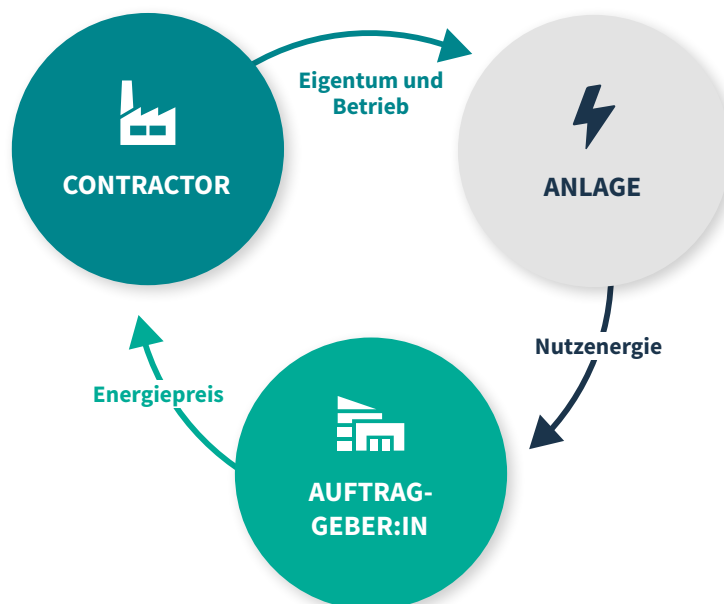 Eigentum und
Betrieb
CONTRACTOR
ANLAGE
Nutzenergie
Energiepreis
AUFTRAG-
GEBER:IN